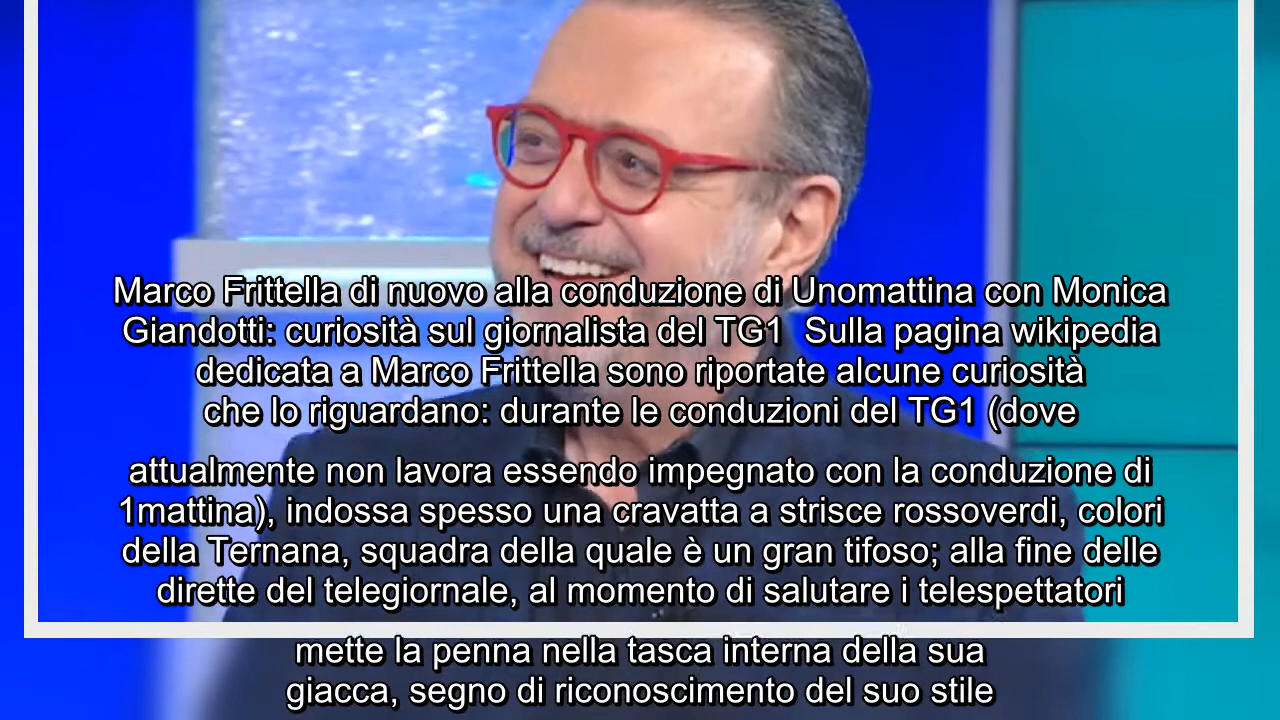 Marco Frittella di nuovo alla conduzione di Unomattina con Monica
Giandotti: curiosità sul giornalista del TG1  Sulla pagina wikipedia
dedicata a Marco Frittella sono riportate alcune curiosità
che lo riguardano: durante le conduzioni del TG1 (dove
attualmente non lavora essendo impegnato con la conduzione di
1mattina), indossa spesso una cravatta a strisce rossoverdi, colori
della Ternana, squadra della quale è un gran tifoso; alla fine delle
dirette del telegiornale, al momento di salutare i telespettatori
mette la penna nella tasca interna della sua
giacca, segno di riconoscimento del suo stile